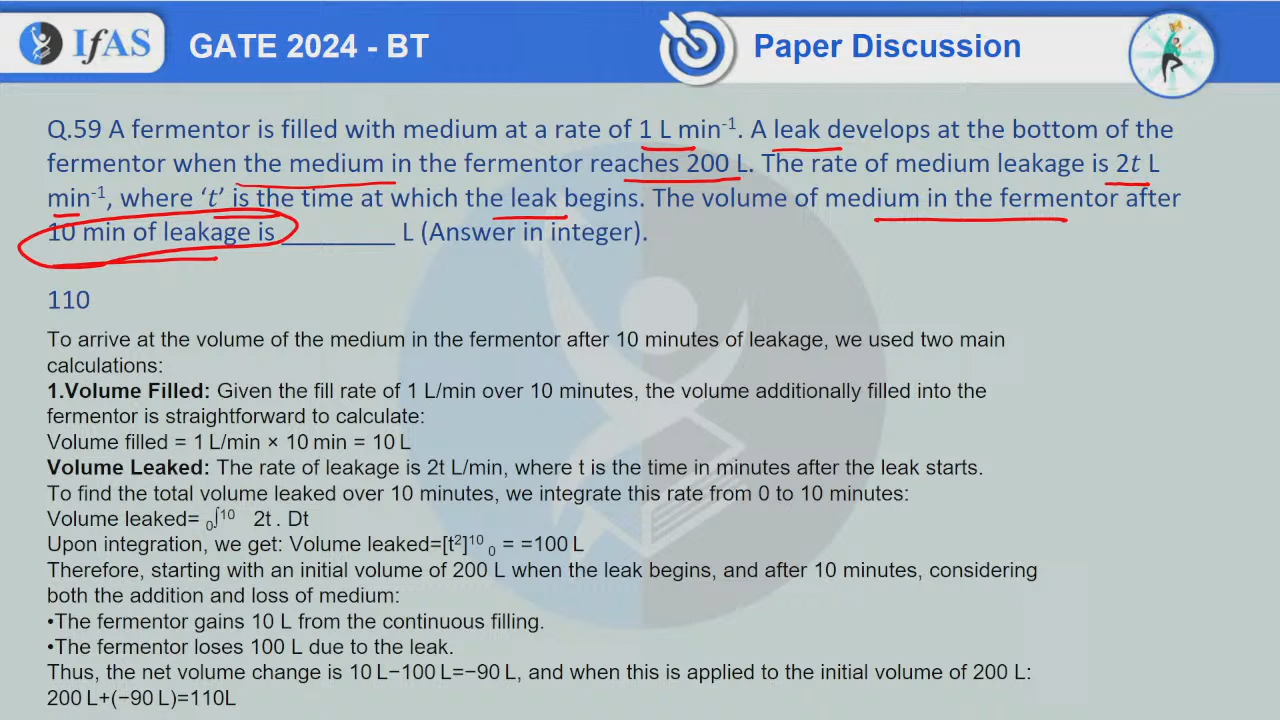 IfAS
GATE 2024 - BT
Paper Discussion
Q.59 A fermentor is filled with medium at a rate of 1 L min⁻¹. A leak develops at the bottom of the
fermentor when the medium in the fermentor reaches 200 L. The rate of medium leakage is 2t L
min⁻¹, where ‘t’ is the time at which the leak begins. The volume of medium in the fermentor after
10 min of leakage is ________ L (Answer in integer).
110
To arrive at the volume of the medium in the fermentor after 10 minutes of leakage, we used two main
calculations:
1.Volume Filled: Given the fill rate of 1 L/min over 10 minutes, the volume additionally filled into the
fermentor is straightforward to calculate:
Volume filled = 1 L/min × 10 min = 10 L
Volume Leaked: The rate of leakage is 2t L/min, where t is the time in minutes after the leak starts.
To find the total volume leaked over 10 minutes, we integrate this rate from 0 to 10 minutes:
Volume leaked= ₀∫¹⁰ 2t . Dt
Upon integration, we get: Volume leaked=[t²]¹⁰ ₀ = =100 L
Therefore, starting with an initial volume of 200 L when the leak begins, and after 10 minutes, considering
both the addition and loss of medium:
•The fermentor gains 10 L from the continuous filling.
•The fermentor loses 100 L due to the leak.
Thus, the net volume change is 10 L−100 L=−90 L, and when this is applied to the initial volume of 200 L:
200 L+(−90 L)=110L